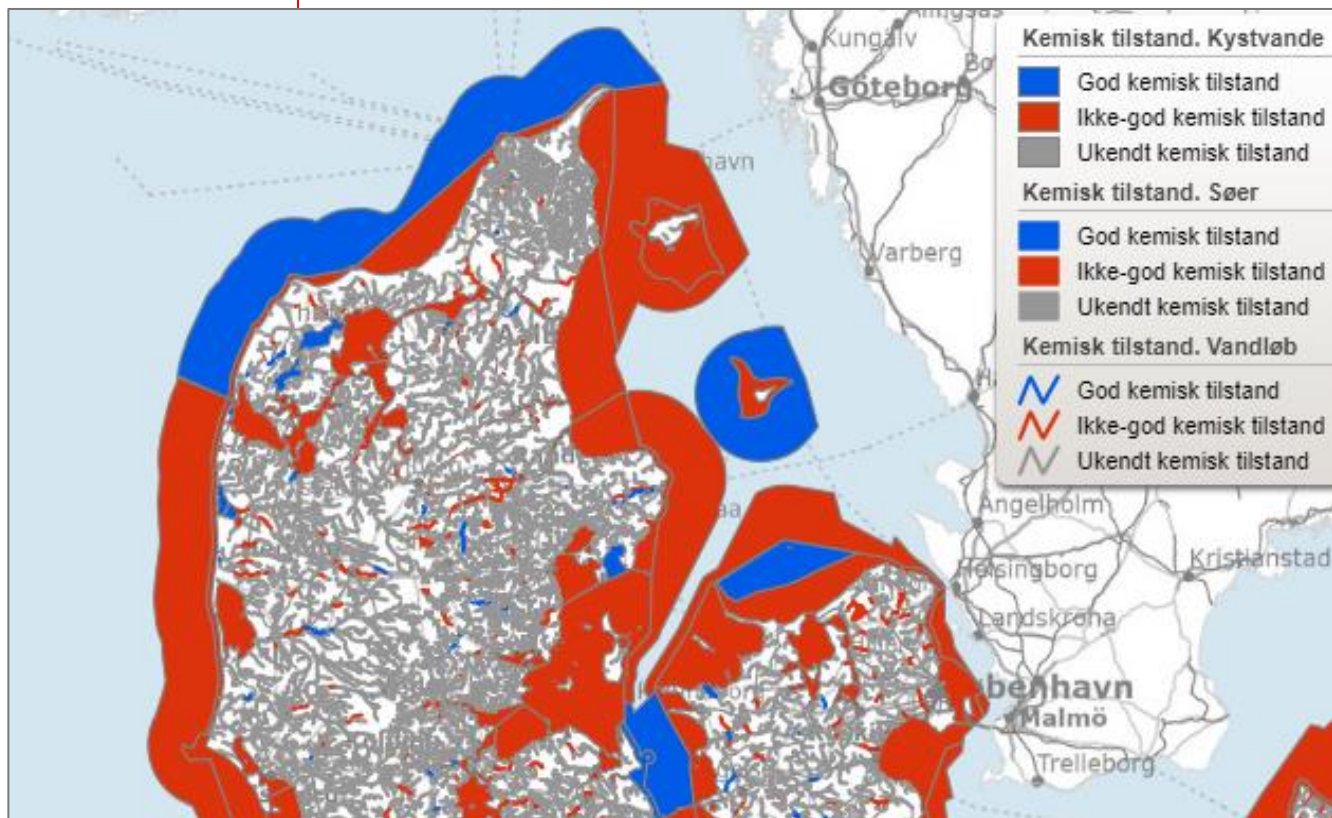 Kemisk tilstand. Kystvande
God kemisk tilstand
Ikke-god kemisk tilstand
Ukendt kemisk tilstand
Kemisk tilstand. Søer
God kemisk tilstand
Ikke-god kemisk tilstand
Ukendt kemisk tilstand
Kemisk tilstand. Vandløb
God kemisk tilstand
Ikke-god kemisk tilstand
Ukendt kemisk tilstand
Kungälv
Göteborg
Varberg
Ängelholm
Kristianstad
Helsingborg
Landskrona
Malmö
Trelleborg